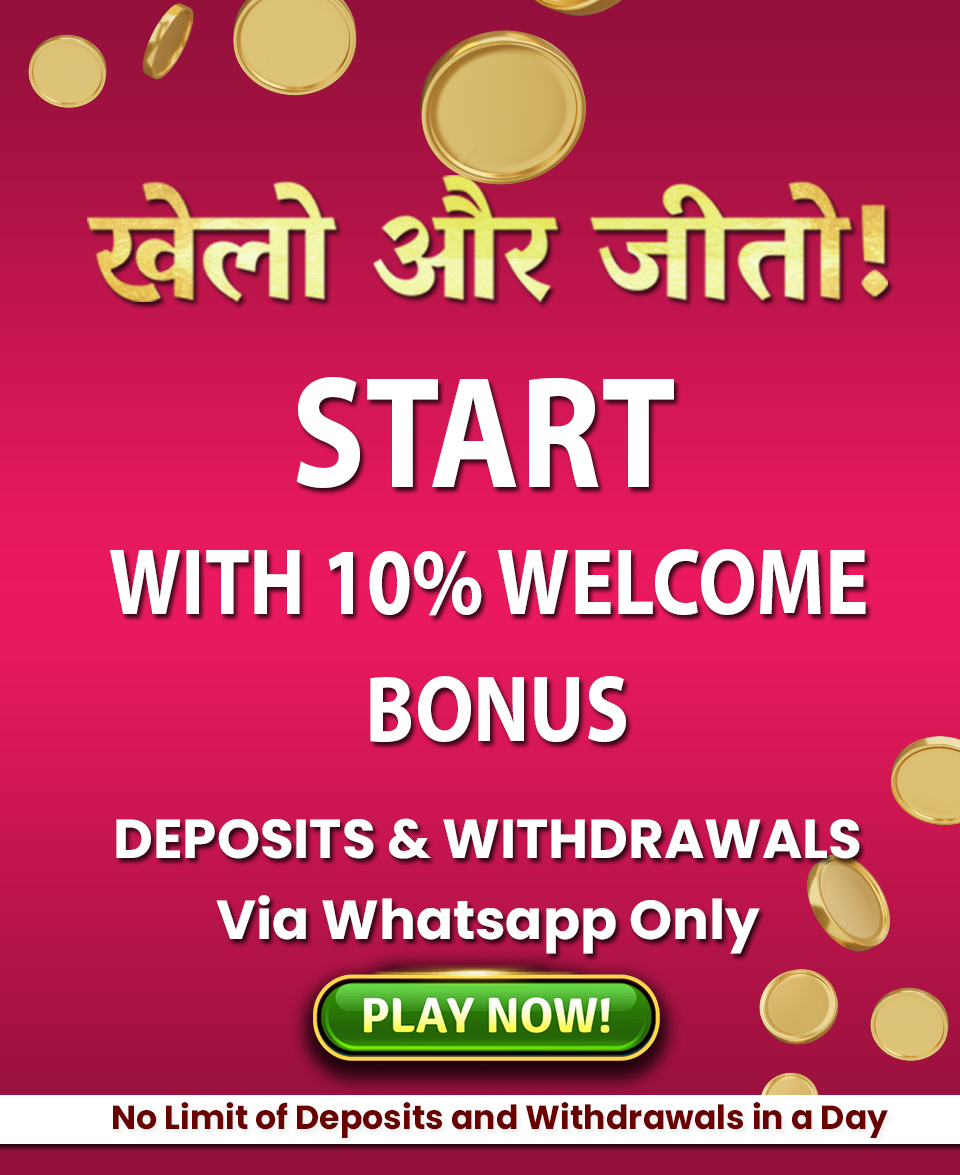 खेलो और जीतो!
START
WITH 10% WELCOME
BONUS
DEPOSITS & WITHDRAWALS
Via Whatsapp Only
PLAY NOW!
No Limit of Deposits and Withdrawals in a Day